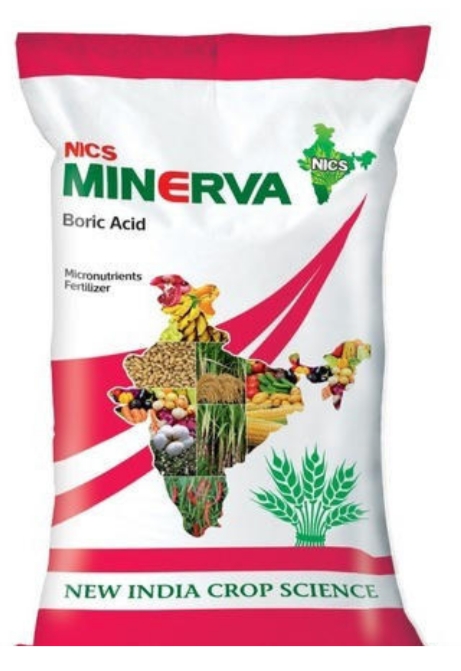 NICS
MINERVA
NICS
Boric Acid
Micronutrients
Fertilizer
NEW INDIA CROP SCIENCE